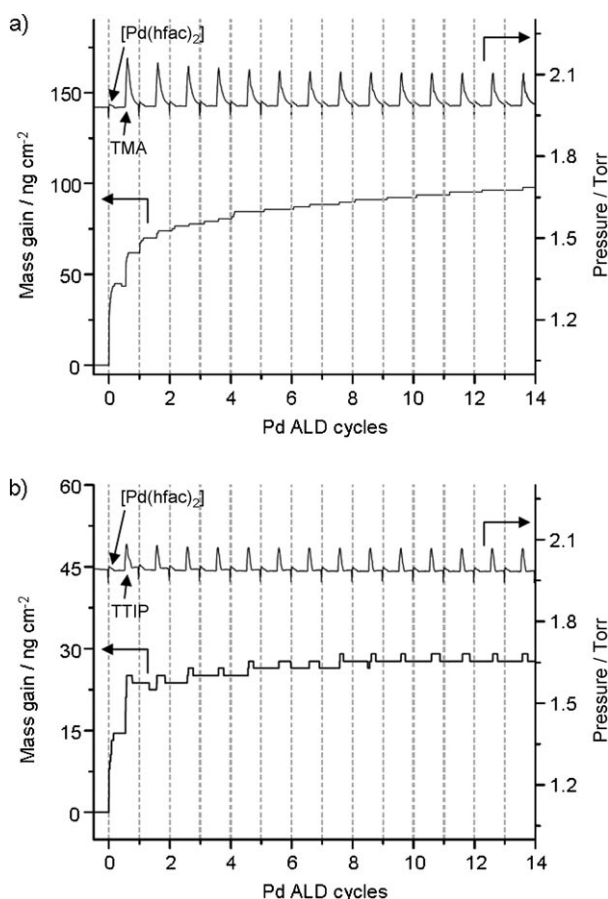 a)
[Pd(hfac)₂]
TMA
Mass gain / ng cm⁻²
150
100
75
50
0
Pressure / Torr
2.1
1.8
1.5
1.2
0 2 4 6 8 10 12 14
Pd ALD cycles
b)
[Pd(hfac)₂]
TTIP
Mass gain / ng cm⁻²
60
45
30
15
0
Pressure / Torr
2.1
1.8
1.5
1.2
0 2 4 6 8 10 12 14
Pd ALD cycles